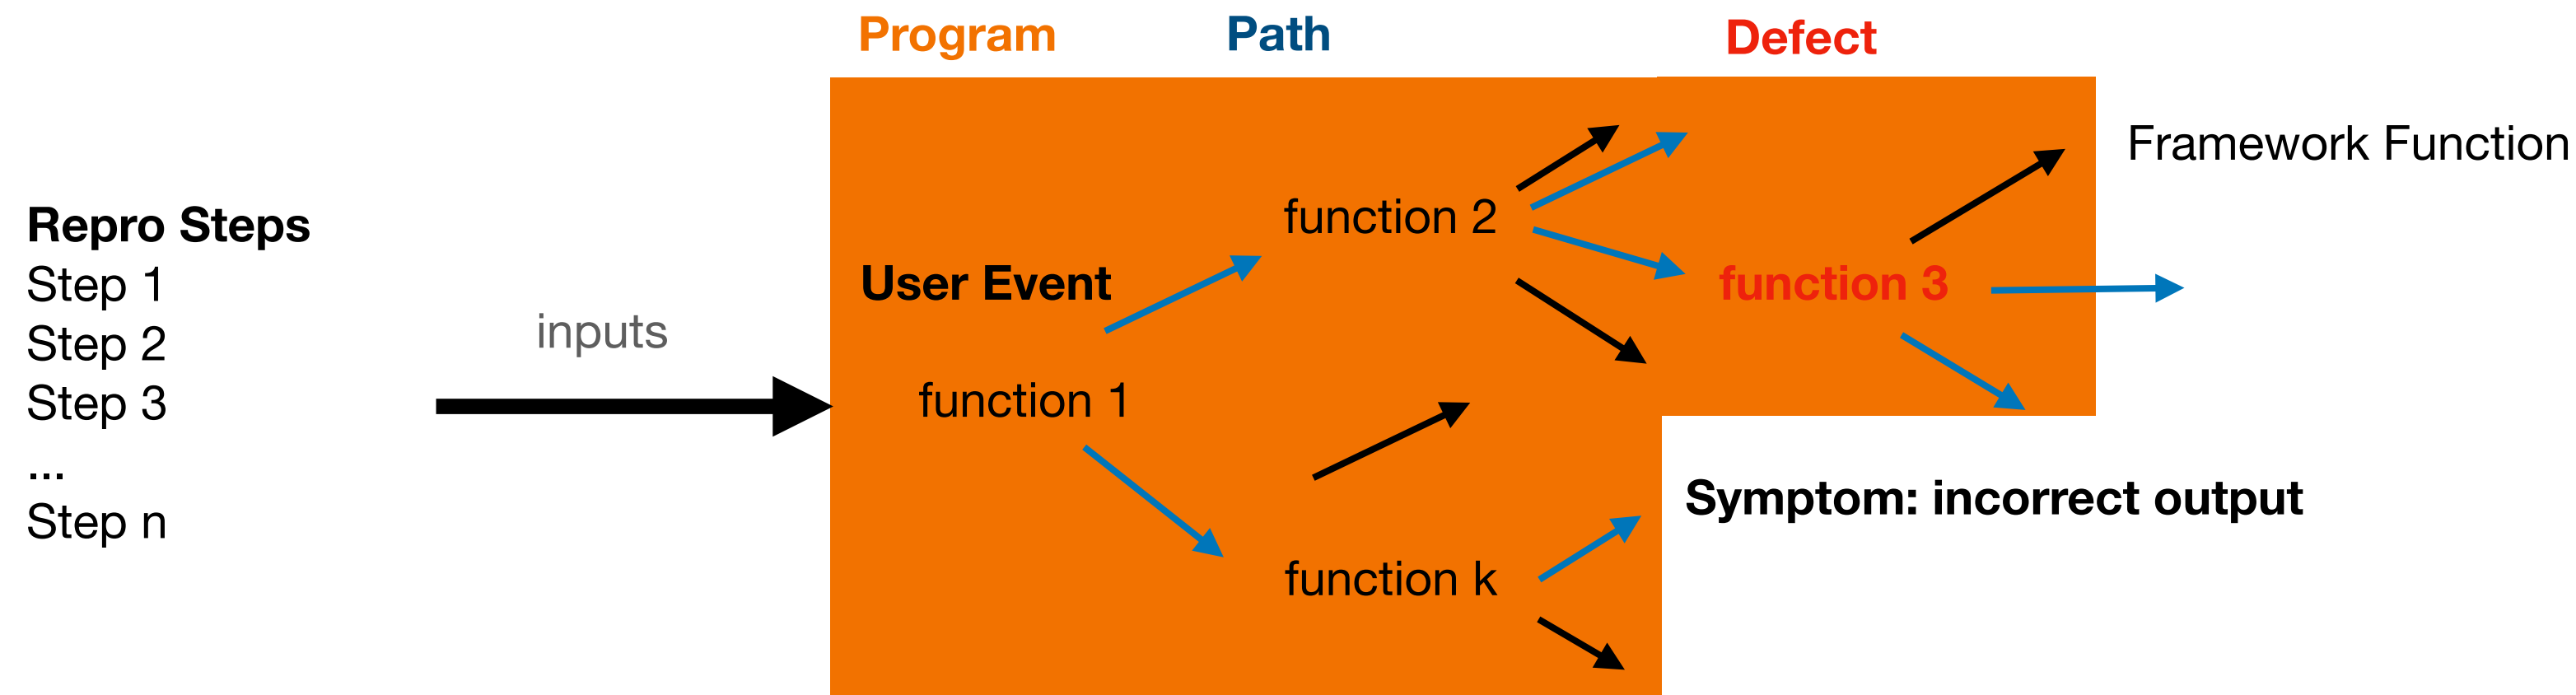 Program
Path
Defect
Framework Function
Repro Steps
Step 1
Step 2
Step 3
...
Step n
inputs
User Event
function 1
function 2
function 3
function k
Symptom: incorrect output